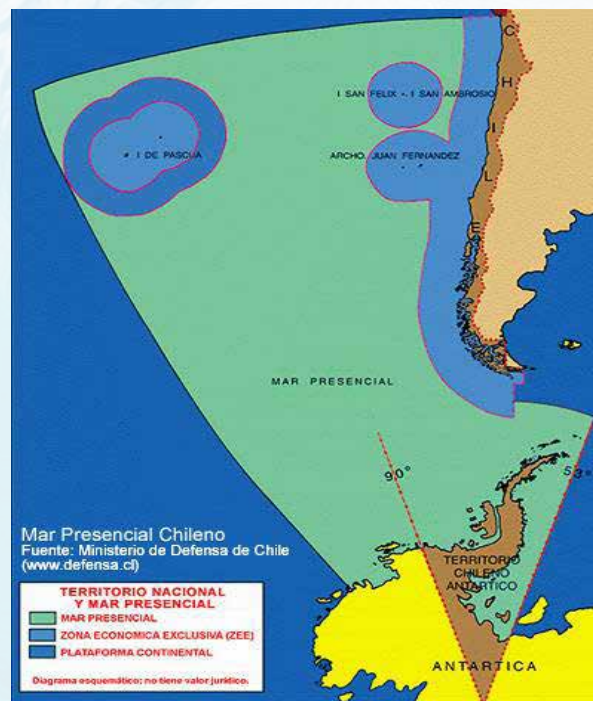 CHILE
I SAN FELIX - I SAN AMBROSIO
I DE PASCUA
ARCHO. JUAN FERNANDEZ
MAR PRESENCIAL
90°
53°
Mar Presencial Chileno
Fuente: Ministerio de Defensa de Chile
(www.defensa.cl)
TERRITORIO
CHILENO
ANTARTICO
TERRITORIO NACIONAL
Y MAR PRESENCIAL
MAR PRESENCIAL
ZONA ECONOMICA EXCLUSIVA (ZEE)
PLATAFORMA CONTINENTAL
Diagrama esquemático; no tiene valor jurídico.
ANTARTICA